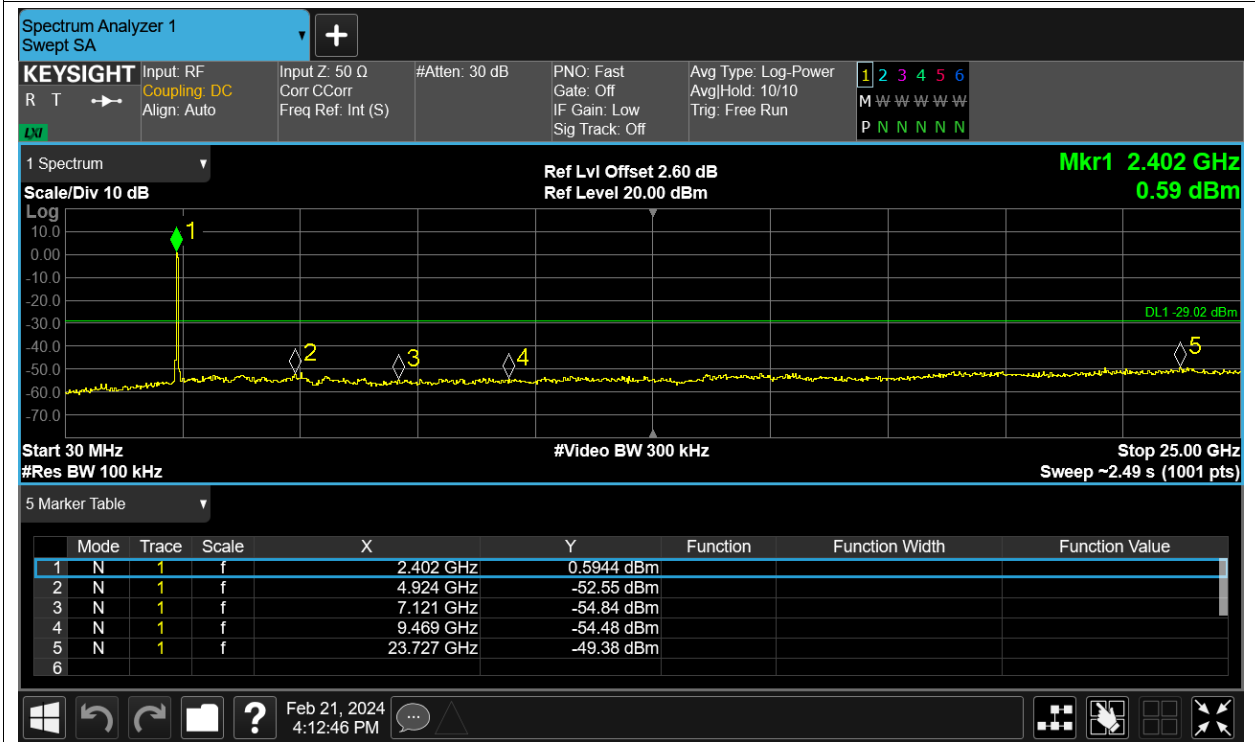 Spectrum Analyzer 1
Swept SA
+
KEYSIGHT
R T
LXI
Input: RF
Coupling: DC
Align: Auto
Input Z: 50 Ω
Corr CCorr
Freq Ref: Int (S)
#Atten: 30 dB
PNO: Fast
Gate: Off
IF Gain: Low
Sig Track: Off
Avg Type: Log-Power
Avg|Hold: 10/10
Trig: Free Run
1 2 3 4 5 6
M W W W W W
P N N N N N
1 Spectrum
Scale/Div 10 dB
Ref Lvl Offset 2.60 dB
Ref Level 20.00 dBm
Mkr1 2.402 GHz
0.59 dBm
Log
10.0
0.00
-10.0
-20.0
-30.0
-40.0
-50.0
-60.0
-70.0
1
2
3
4
5
DL1 -29.02 dBm
Start 30 MHz
#Res BW 100 kHz
#Video BW 300 kHz
Stop 25.00 GHz
Sweep ~2.49 s (1001 pts)
5 Marker Table
Mode Trace Scale X Y Function Function Width Function Value
1 N 1 f 2.402 GHz 0.5944 dBm
2 N 1 f 4.924 GHz -52.55 dBm
3 N 1 f 7.121 GHz -54.84 dBm
4 N 1 f 9.469 GHz -54.48 dBm
5 N 1 f 23.727 GHz -49.38 dBm
6
?
Feb 21, 2024
4:12:46 PM